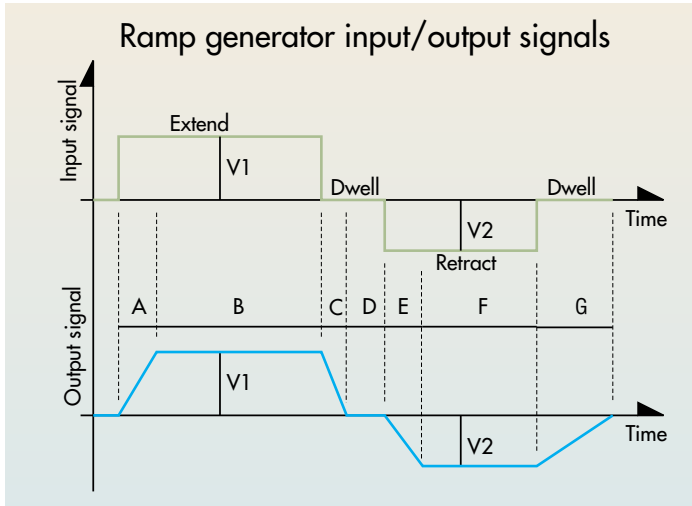 Ramp generator input/output signals
Input signal
Extend
V1
Dwell
Dwell
Time
V2
Retract
Output signal
A B C D E F G
V1
Time
V2